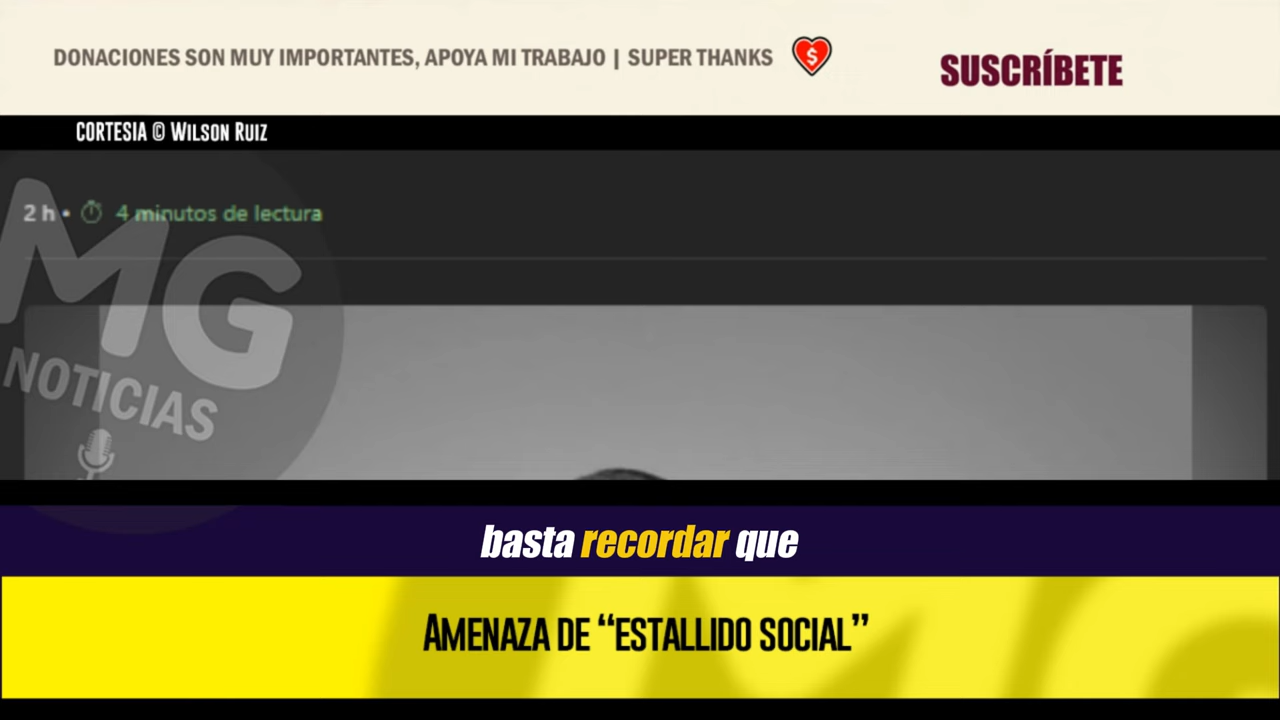 DONACIONES SON MUY IMPORTANTES, APOYA MI TRABAJO | SUPER THANKS
$
SUSCRÍBETE
CORTESIA © WILSON RUIZ
2 h • 4 minutos de lectura
MG
NOTICIAS
basta recordar que
AMENAZA DE “ESTALLIDO SOCIAL”